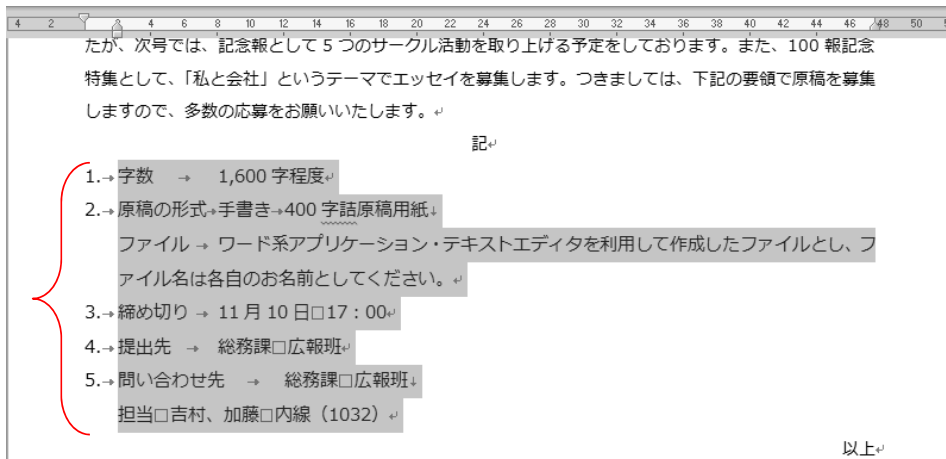 4 2 2 4 6 8 10 12 14 16 18 20 22 24 26 28 30 32 34 36 38 40 42 44 46 48 50
たが、次号では、記念報として 5 つのサークル活動を取り上げる予定をしております。また、100 報記念
特集として、「私と会社」というテーマでエッセイを募集します。つきましては、下記の要領で原稿を募集
しますので、多数の応募をお願いいたします。↵
記↵
1.→字数 → 1,600 字程度↵
2.→原稿の形式→手書き→400 字詰原稿用紙↓
ファイル → ワード系アプリケーション・テキストエディタを利用して作成したファイルとし、フ
ァイル名は各自のお名前としてください。↵
3.→締め切り → 11 月 10 日□17：00↵
4.→提出先 → 総務課□広報班↵
5.→問い合わせ先 → 総務課□広報班↓
担当□吉村、加藤□内線（1032）↵
以上↵